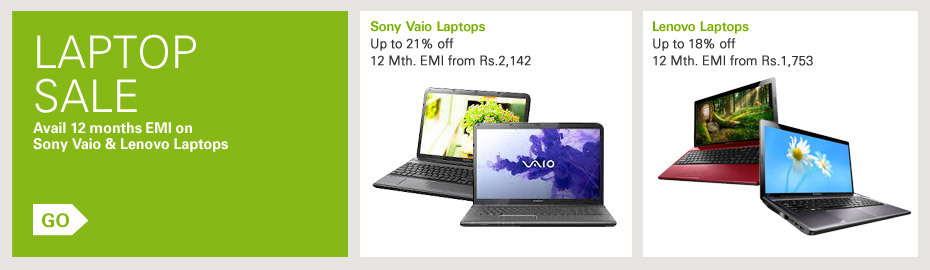 LAPTOP
SALE
Avail 12 months EMI on
Sony Vaio & Lenovo Laptops
GO
Sony Vaio Laptops
Up to 21% off
12 Mth. EMI from Rs.2,142
VAIO
Lenovo Laptops
Up to 18% off
12 Mth. EMI from Rs.1,753